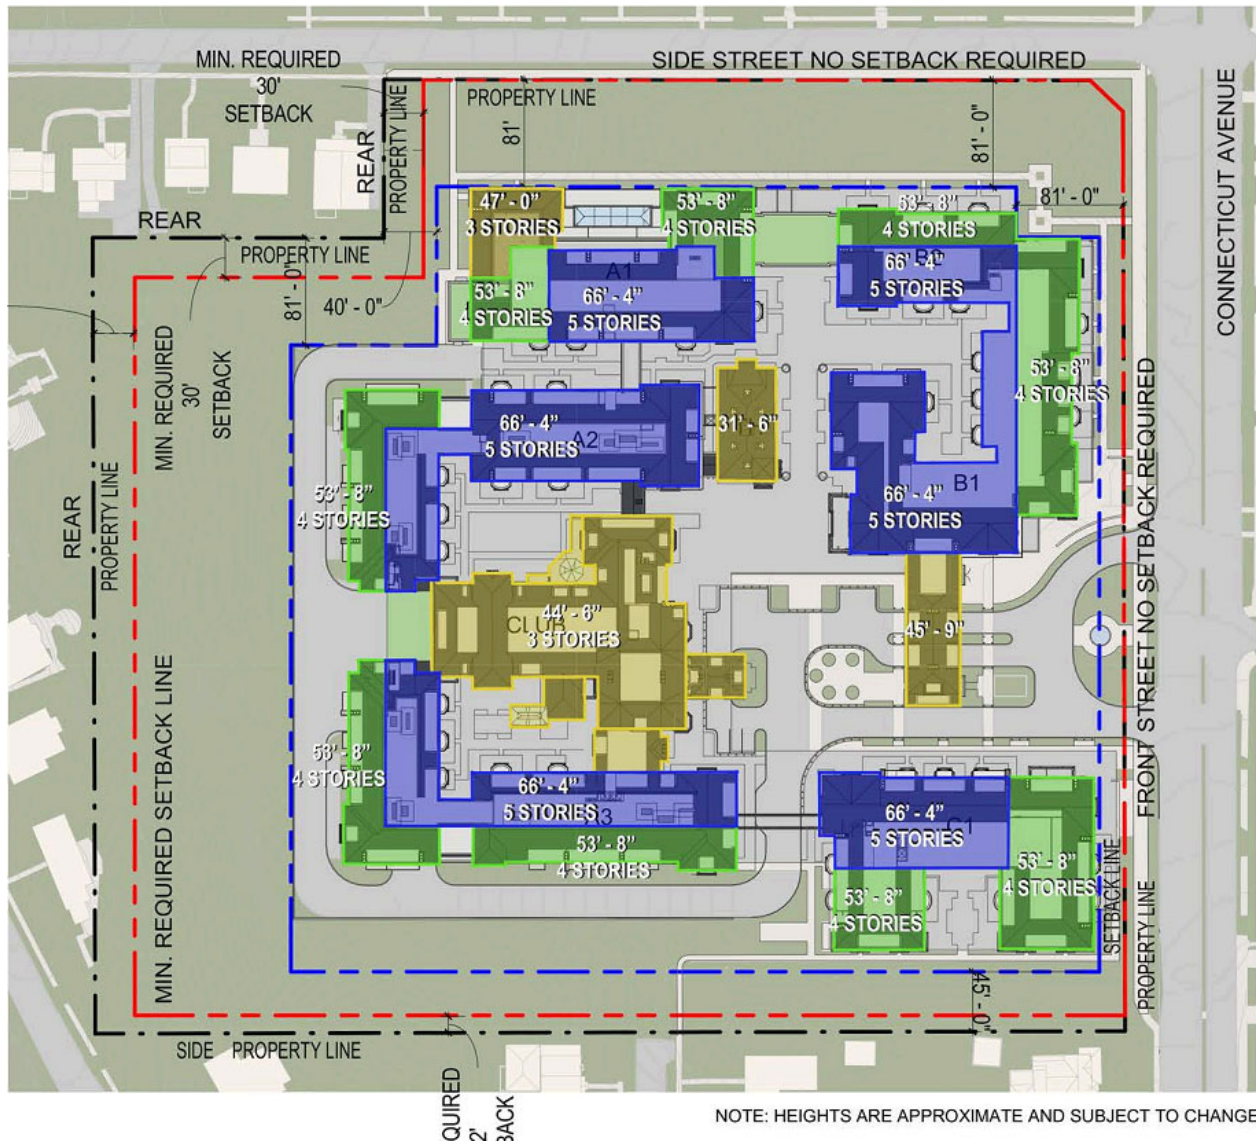 MIN. REQUIRED
30'
SETBACK
SIDE STREET NO SETBACK REQUIRED
PROPERTY LINE
REAR
PROPERTY LINE
81'
81' - 0"
81' - 0"
CONNECTICUT AVENUE
REAR
PROPERTY LINE
81' - 0"
40' - 0"
MIN. REQUIRED
30'
SETBACK
47' - 0"
3 STORIES
53' - 8"
4 STORIES
53' - 8"
4 STORIES
A1
66' - 4"
5 STORIES
53' - 8"
4 STORIES
66' - 4"
5 STORIES
53' - 8"
4 STORIES
66' - 4"
5 STORIES
A2
31' - 6"
53' - 8"
4 STORIES
66' - 4"
5 STORIES
B1
REAR
PROPERTY LINE
FRONT STREET NO SETBACK REQUIRED
CLUB
44' - 6"
3 STORIES
45' - 9"
MIN. REQUIRED SETBACK LINE
53' - 8"
4 STORIES
66' - 4"
5 STORIES
A3
53' - 8"
4 STORIES
66' - 4"
5 STORIES
C1
53' - 8"
4 STORIES
53' - 8"
4 STORIES
SETBACK LINE
PROPERTY LINE
45' - 0"
SIDE PROPERTY LINE
QUIRED
2'
BACK
NOTE: HEIGHTS ARE APPROXIMATE AND SUBJECT TO CHANGE